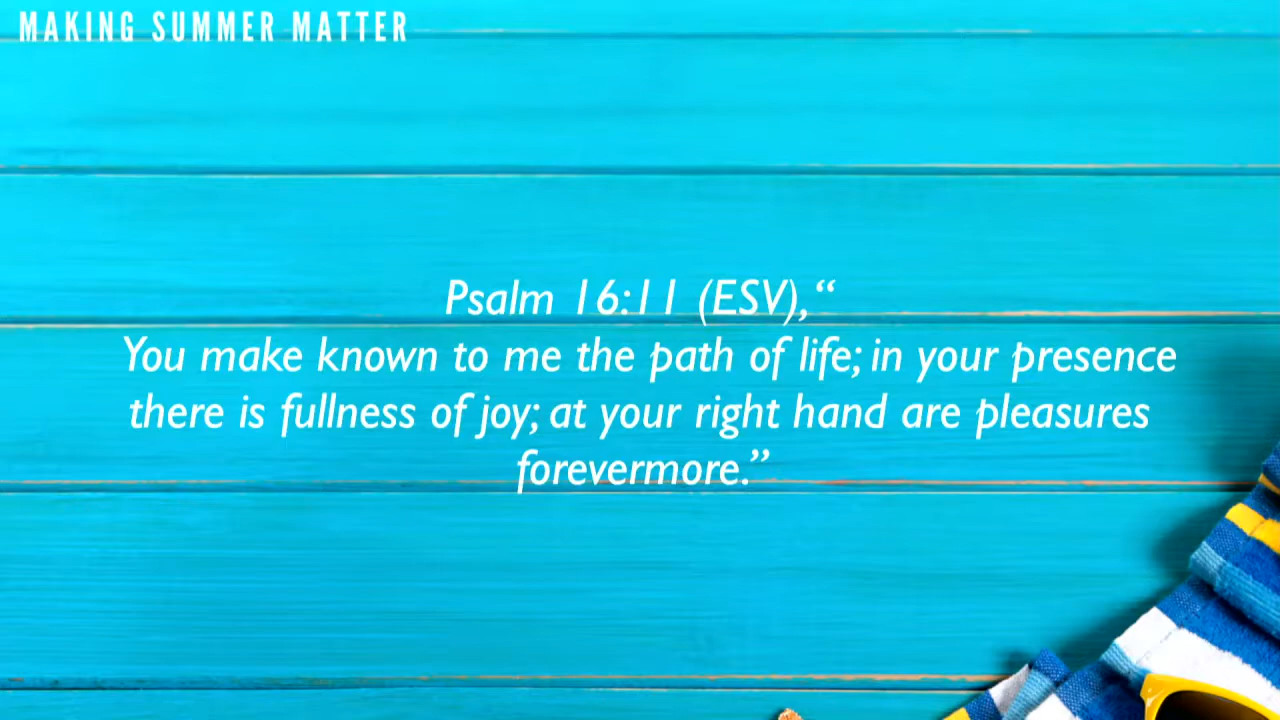 MAKING SUMMER MATTER
Psalm 16:11 (ESV), “
You make known to me the path of life; in your presence
there is fullness of joy; at your right hand are pleasures
forevermore.”